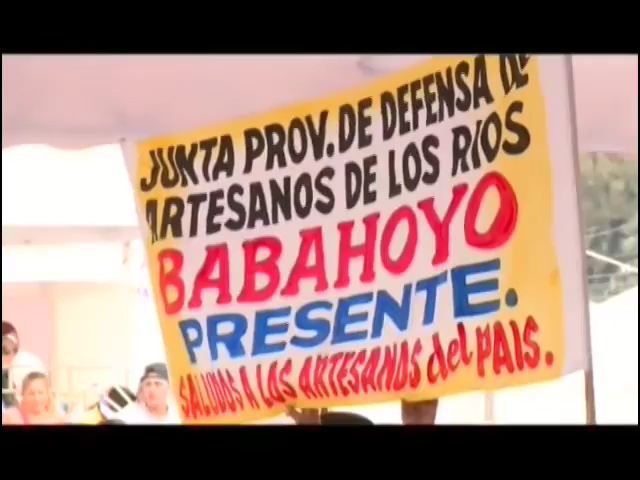 JUNTA PROV. DE DEFENSA de
ARTESANOS DE LOS RIOS
BABAHOYO
PRESENTE.
SALUDOS A LOS ARTESANOS del PAIS.